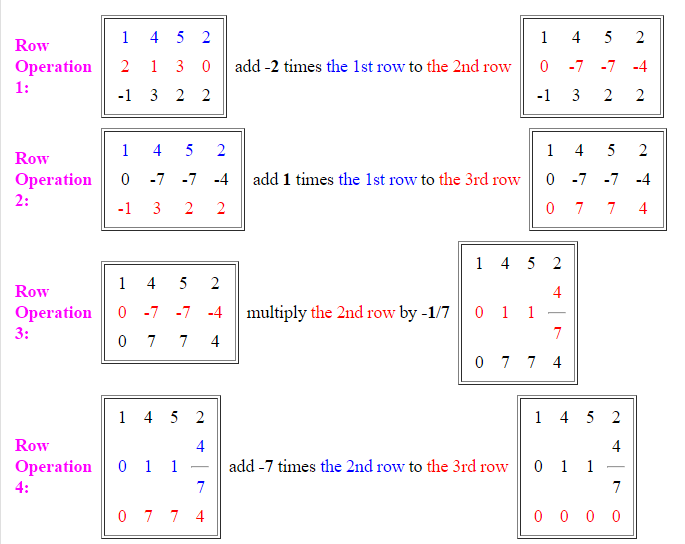 Row Operation 1:
1 4 5 2
2 1 3 0
-1 3 2 2
add -2 times the 1st row to the 2nd row
1 4 5 2
0 -7 -7 -4
-1 3 2 2
Row Operation 2:
1 4 5 2
0 -7 -7 -4
-1 3 2 2
add 1 times the 1st row to the 3rd row
1 4 5 2
0 -7 -7 -4
0 7 7 4
Row Operation 3:
1 4 5 2
0 -7 -7 -4
0 7 7 4
multiply the 2nd row by -1/7
1 4 5 2
0 1 1 4/7
0 7 7 4
Row Operation 4:
1 4 5 2
0 1 1 4/7
0 7 7 4
add -7 times the 2nd row to the 3rd row
1 4 5 2
0 1 1 4/7
0 0 0 0